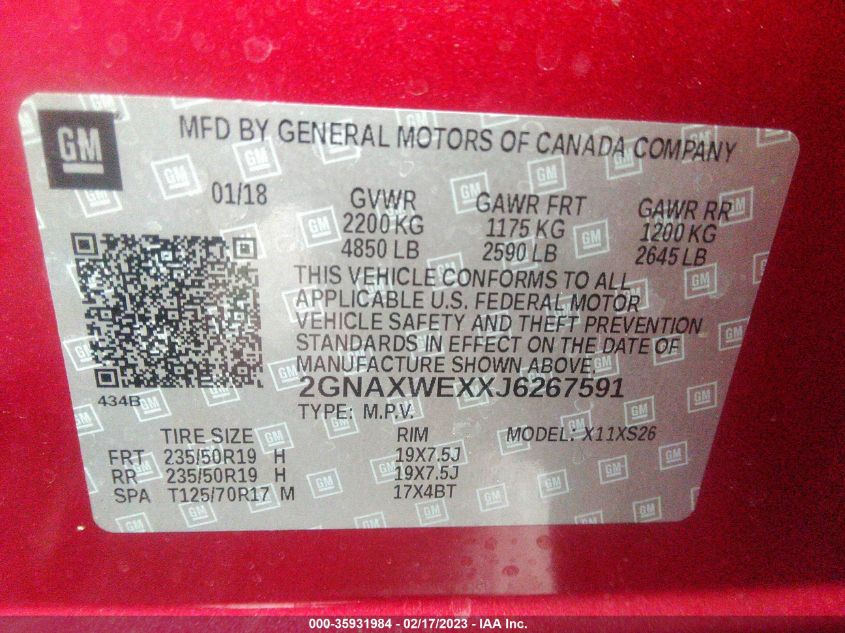 GM
MFD BY GENERAL MOTORS OF CANADA COMPANY
01/18 GVWR GAWR FRT GAWR RR
2200 KG 1175 KG 1200 KG
4850 LB 2590 LB 2645 LB
THIS VEHICLE CONFORMS TO ALL
APPLICABLE U.S. FEDERAL MOTOR
VEHICLE SAFETY AND THEFT PREVENTION
STANDARDS IN EFFECT ON THE DATE OF
MANUFACTURE SHOWN ABOVE.
434B 2GNAXWEXXJ6267591
TYPE: M.P.V.
TIRE SIZE RIM MODEL: X11XS26
FRT 235/50R19 H 19X7.5J
RR 235/50R19 H 19X7.5J
SPA T125/70R17 M 17X4BT
000-35931984 - 02/17/2023 - IAA Inc.